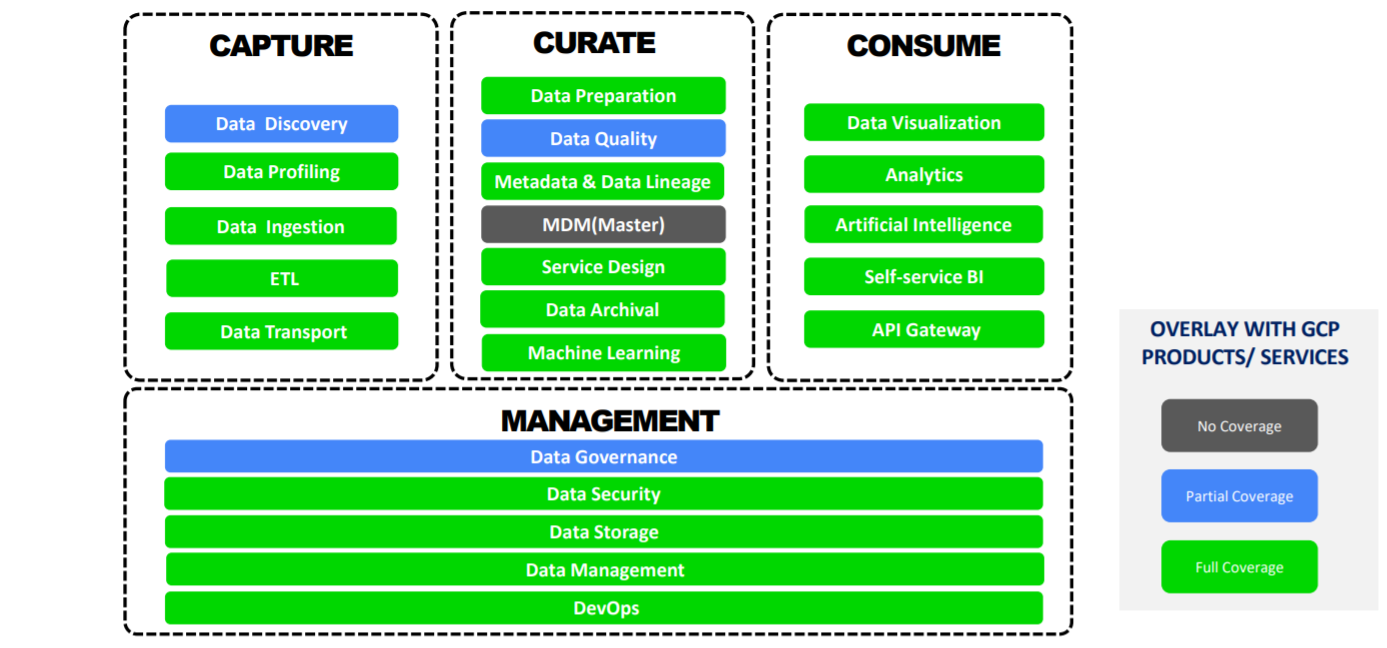 CAPTURE
Data Discovery
Data Profiling
Data Ingestion
ETL
Data Transport
CURATE
Data Preparation
Data Quality
Metadata & Data Lineage
MDM(Master)
Service Design
Data Archival
Machine Learning
CONSUME
Data Visualization
Analytics
Artificial Intelligence
Self-service BI
API Gateway
MANAGEMENT
Data Governance
Data Security
Data Storage
Data Management
DevOps
OVERLAY WITH GCP
PRODUCTS/ SERVICES
No Coverage
Partial Coverage
Full Coverage